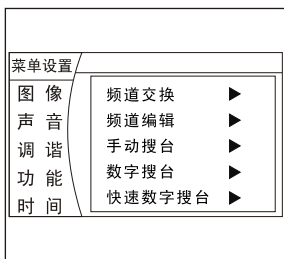 菜单设置
图 像
声 音
调 谐
功 能
时 间
频道交换 ▶
频道编辑 ▶
手动搜台 ▶
数字搜台 ▶
快速数字搜台 ▶